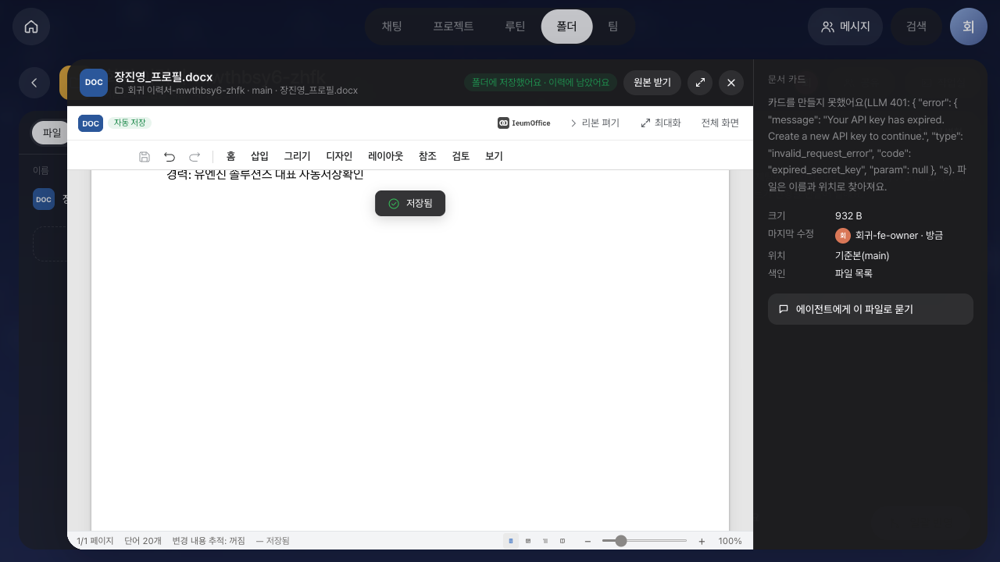 채팅
프로젝트
루틴
폴더
팀
메시지
검색
회
DOC
장진영_프로필.docx
회귀 이력서-mwthbsy6-zhfk · main · 장진영_프로필.docx
폴더에 저장했어요 · 이력에 남았어요
원본 받기
파일
이름
DOC
DOC
자동 저장
IeumOffice
리본 펴기
최대화
전체 화면
홈
삽입
그리기
디자인
레이아웃
참조
검토
보기
경력: 유엔진 솔루션즈 대표 자동저장확인
저장됨
1/1 페이지
단어 20개
변경 내용 추적: 꺼짐
— 저장됨
100%
문서 카드
카드를 만들지 못했어요(LLM 401: { "error": {
"message": "Your API key has expired.
Create a new API key to continue.", "type":
"invalid_request_error", "code":
"expired_secret_key", "param": null }, "s). 파
일은 이름과 위치로 찾아져요.
크기
932 B
마지막 수정
회
회귀-fe-owner · 방금
위치
기준본(main)
색인
파일 목록
에이전트에게 이 파일로 묻기